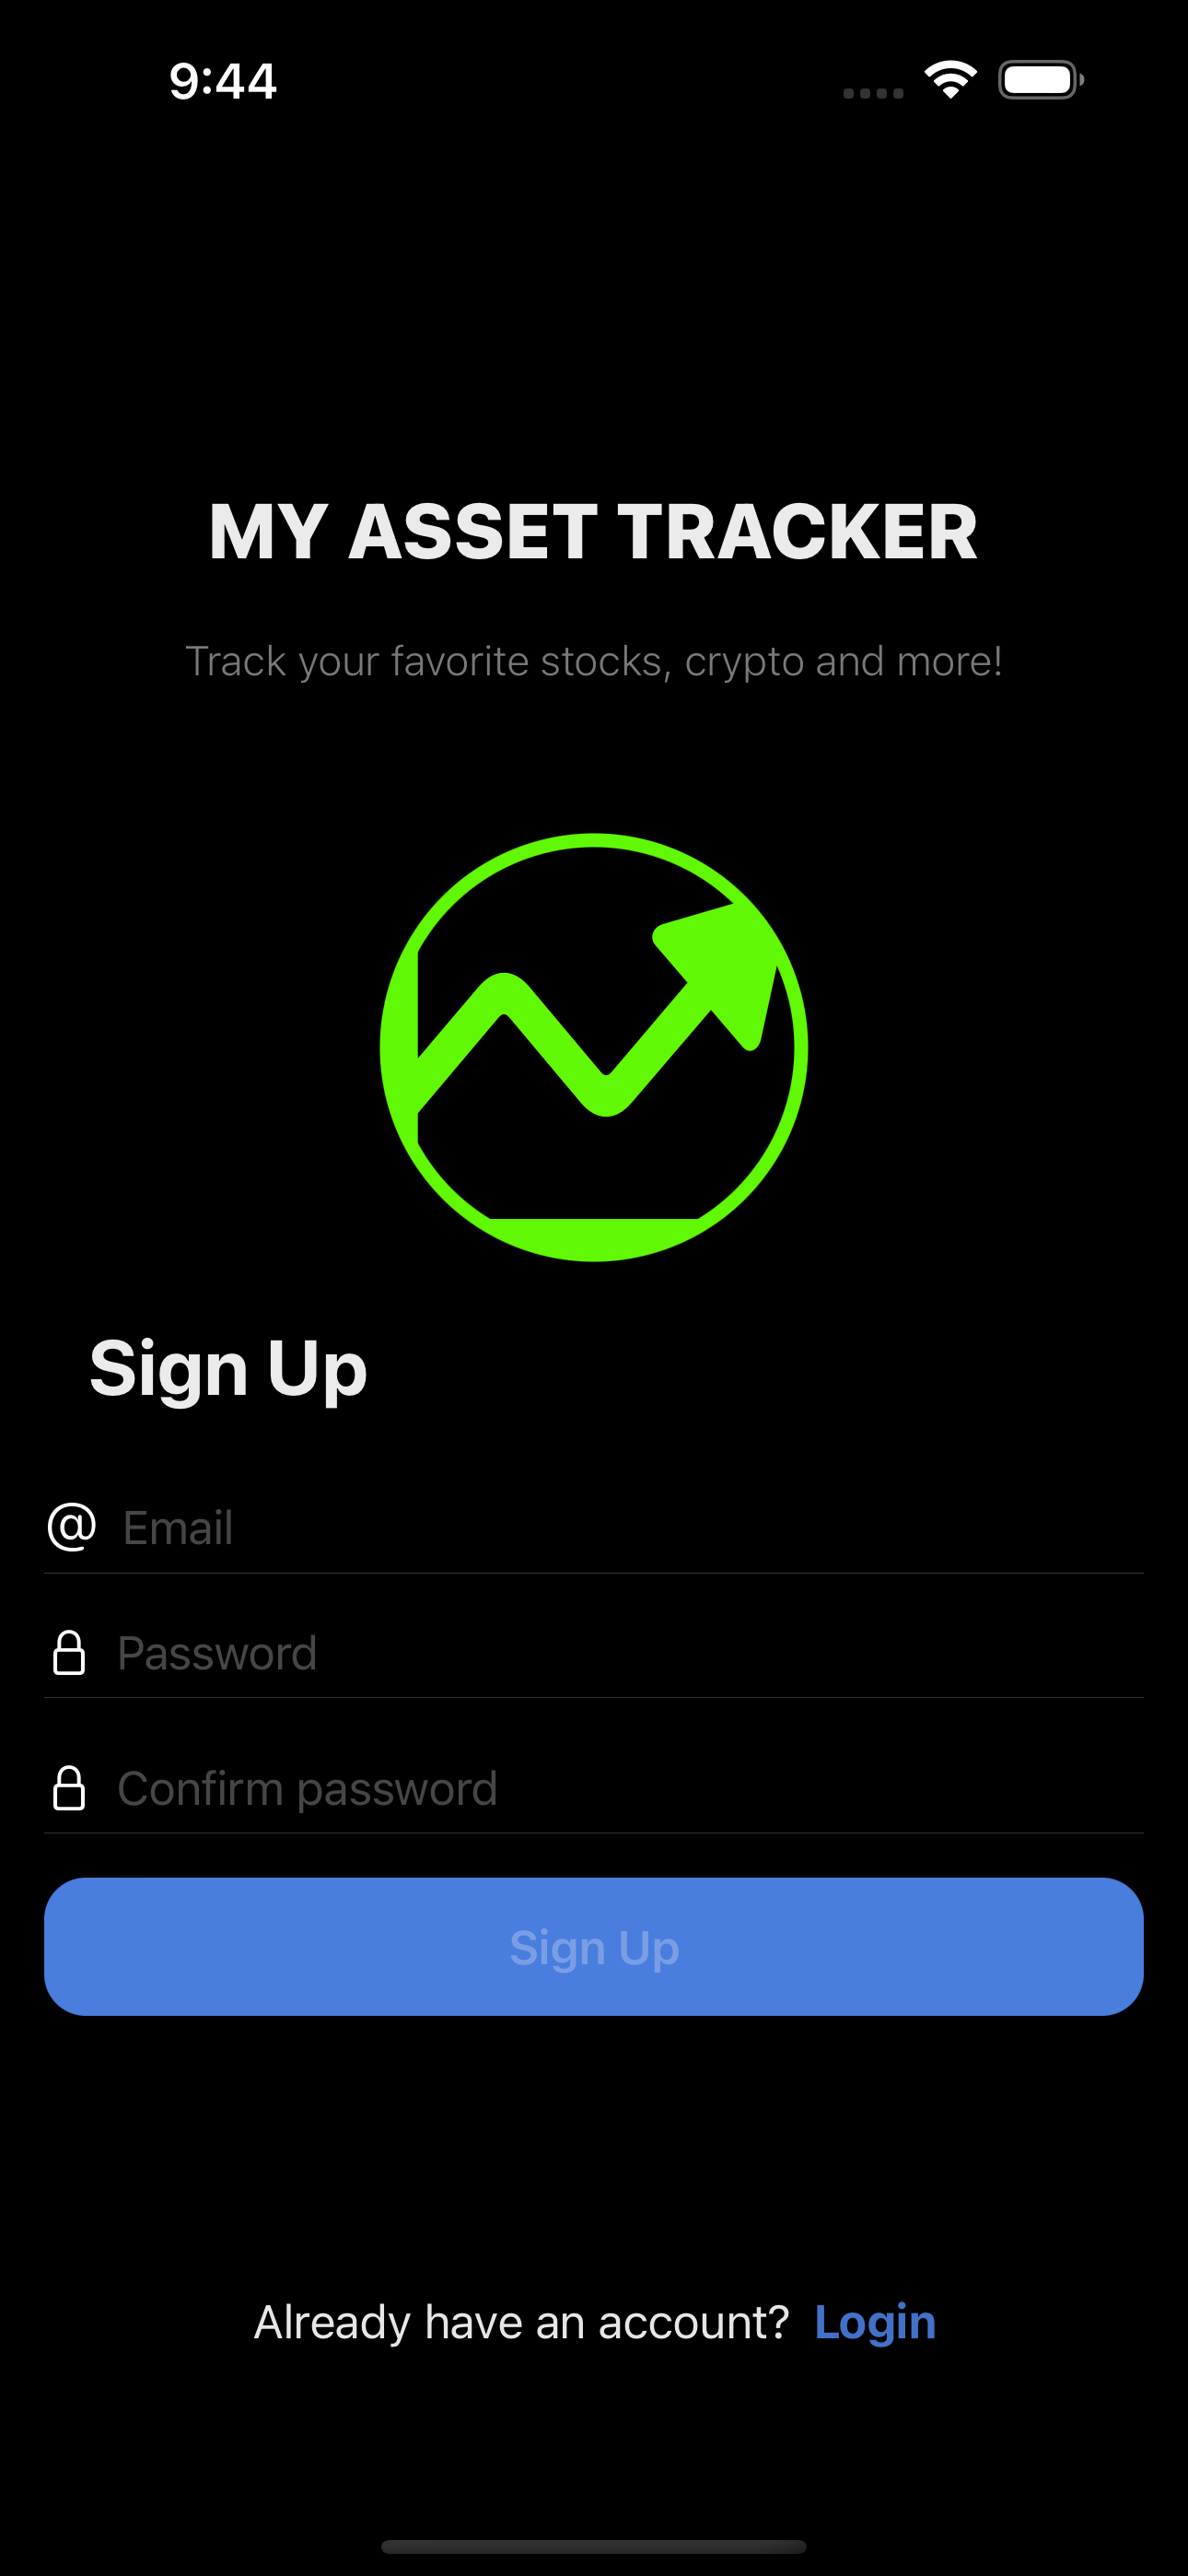 9:44
MY ASSET TRACKER
Track your favorite stocks, crypto and more!
Sign Up
@ Email
Password
Confirm password
Sign Up
Already have an account? Login